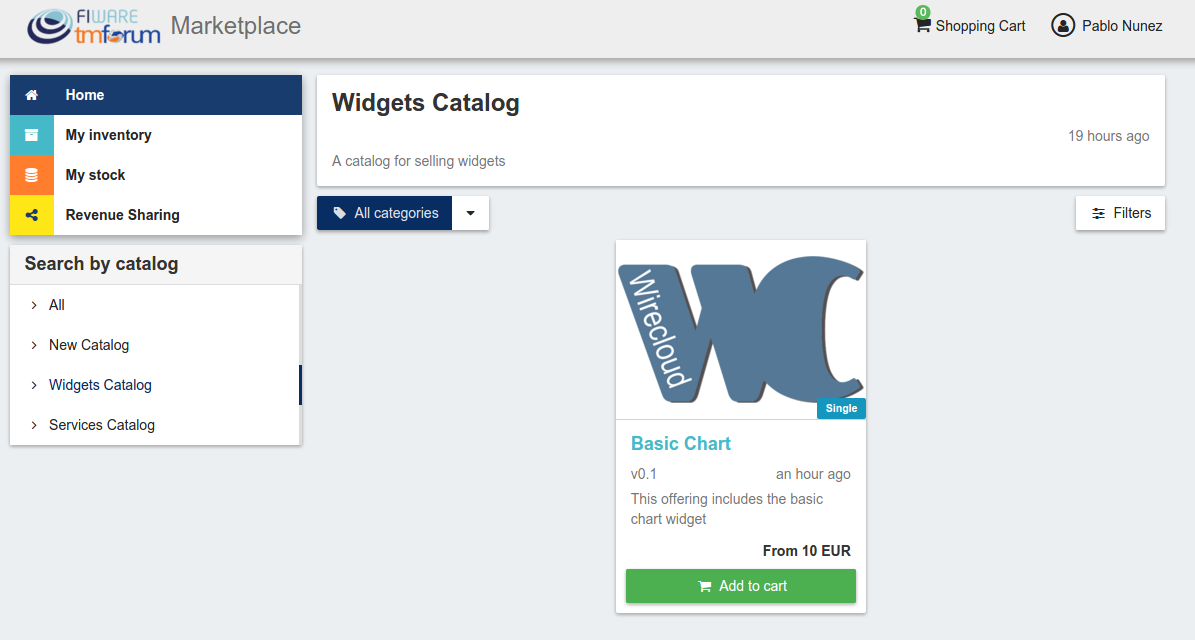 FIWARE
tmforum
Marketplace
0
Shopping Cart
Pablo Nunez
Home
My inventory
My stock
Revenue Sharing
Search by catalog
All
New Catalog
Widgets Catalog
Services Catalog
Widgets Catalog
19 hours ago
A catalog for selling widgets
All categories
Filters
Wirecloud
WC
Single
Basic Chart
v0.1
an hour ago
This offering includes the basic
chart widget
From 10 EUR
Add to cart